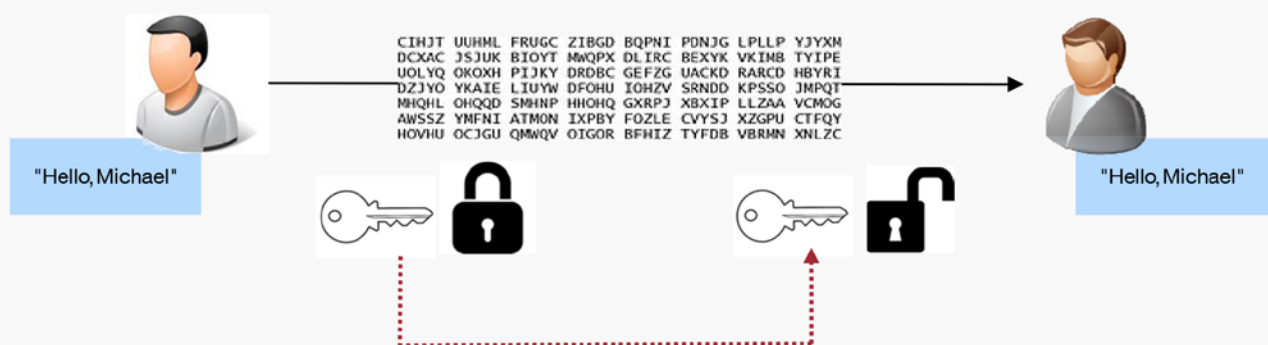 CIHJT UUHML FRUGC ZIBGD BQPNI PDNJG LPLLP YJYXM
DCXAC JSJUK BIOYT MWQPX DLIRC BEXYK VKIMB TYIPE
UOLYQ OKOXH PIJKY DRDBC GEFZG UACKD RARCD HBYRI
DZJYO YKAIE LIUYW DFOHU IOHZV SRNDD KPSSO JMPQT
MHQHL OHQQD SMHNP HHOHQ GXRPJ XBXIP LLZAA VCMOG
AWSSZ YMFNI ATMON IXPBY FOZLE CVYSJ XZGPU CTFQY
HOVHU OCJGU QMWQV OIGOR BFHIZ TYFDB VBRMN XNLZC
"Hello, Michael"
"Hello, Michael"